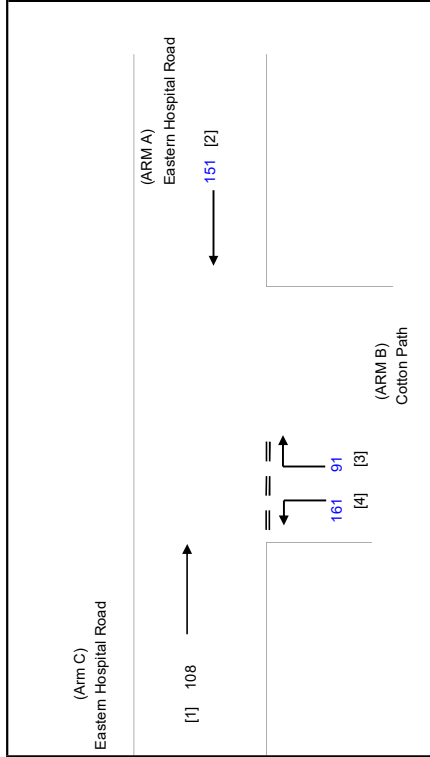 (ARM A)
Eastern Hospital Road
151 [2]
(ARM B)
Cotton Path
91
[3]
161
[4]
(Arm C)
Eastern Hospital Road
[1] 108